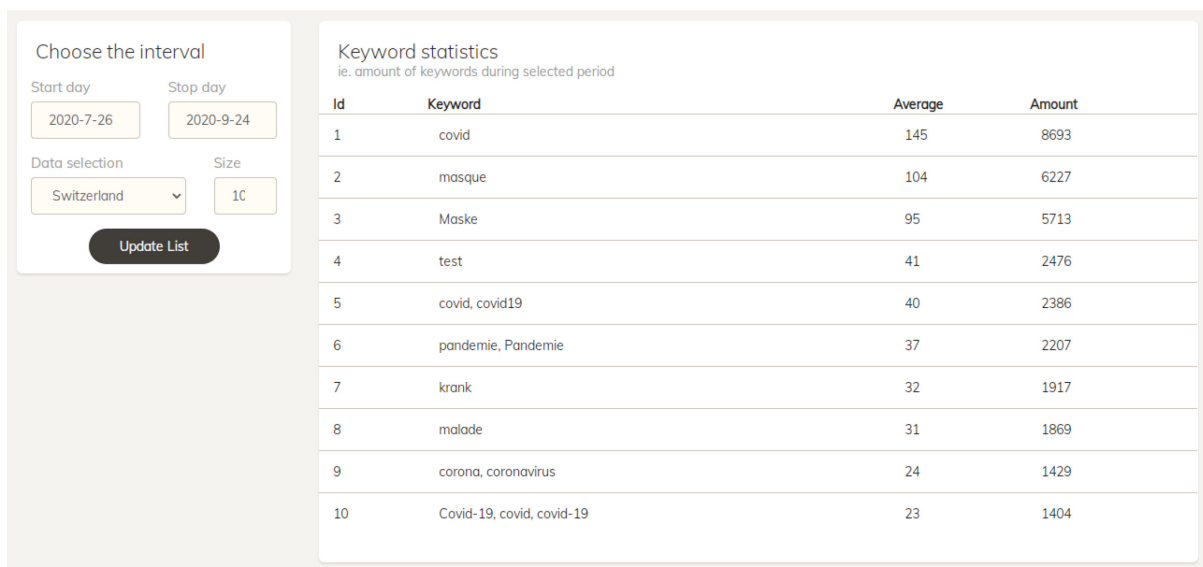 Choose the interval
Start day Stop day
2020-7-26 2020-9-24
Data selection Size
Switzerland 10
Update List
Keyword statistics
ie. amount of keywords during selected period
Id Keyword Average Amount
1 covid 145 8693
2 masque 104 6227
3 Maske 95 5713
4 test 41 2476
5 covid, covid19 40 2386
6 pandemie, Pandemie 37 2207
7 krank 32 1917
8 malade 31 1869
9 corona, coronavirus 24 1429
10 Covid-19, covid, covid-19 23 1404